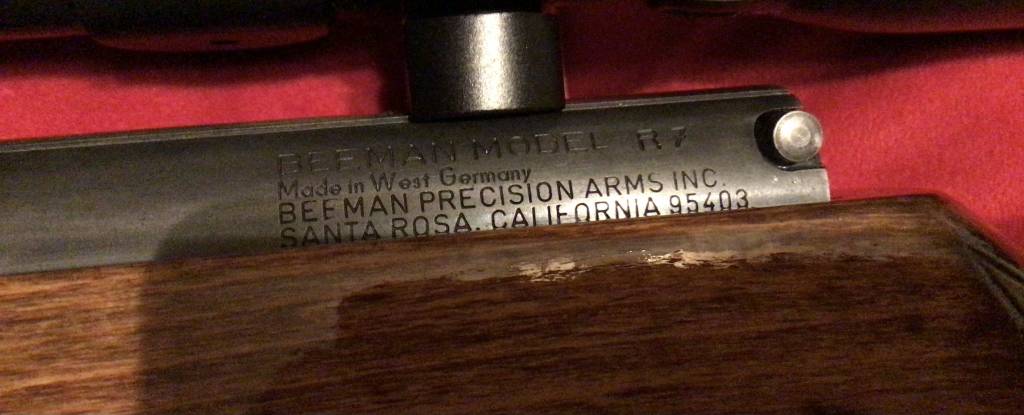 BEEMAN MODEL R7
Made in West Germany
BEEMAN PRECISION ARMS INC.
SANTA ROSA, CALIFORNIA 95403